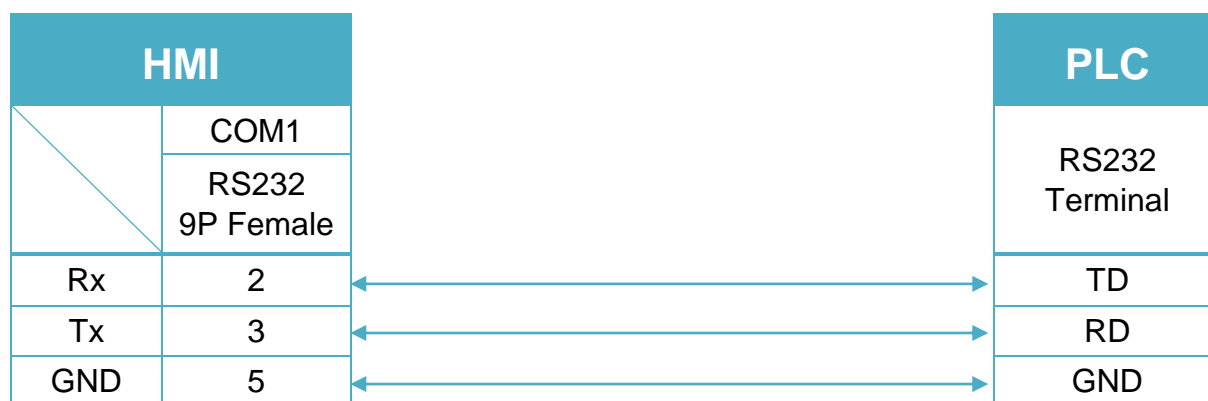 HMI
PLC
COM1
RS232
9P Female
RS232
Terminal
Rx 2 TD
Tx 3 RD
GND 5 GND